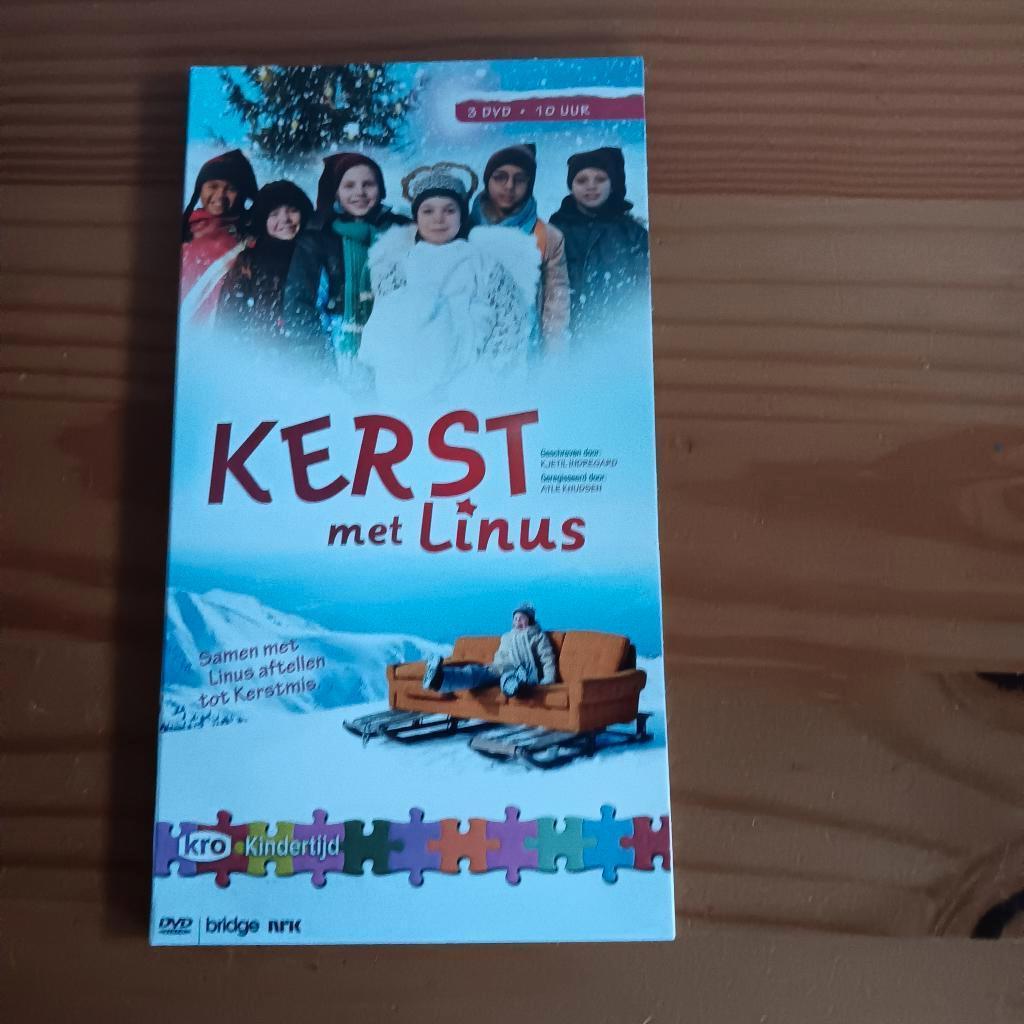 3 DVD • 10 UUR
KERST
Geschreven door:
KJETIL INDREGARD
Geregisseerd door:
ATLE KNUDSEN
met Linus
Samen met
Linus aftellen
tot Kerstmis
kro Kindertijd
DVD bridge NRK